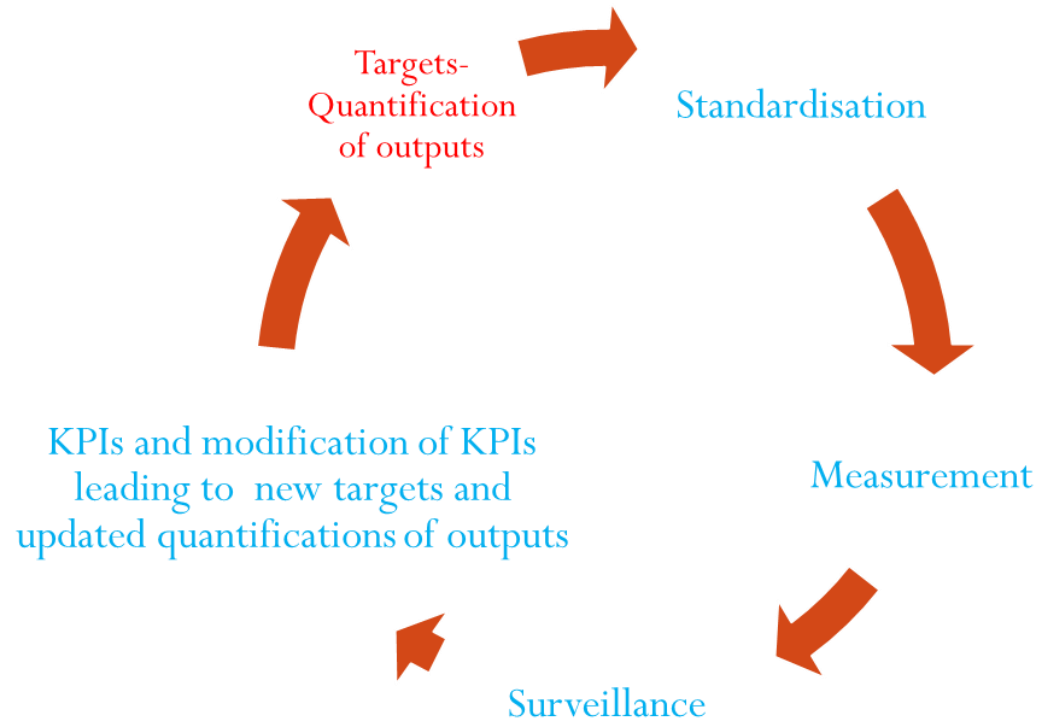 Targets-
Quantification
of outputs
Standardisation
Measurement
Surveillance
KPIs and modification of KPIs
leading to  new targets and
updated quantifications of outputs